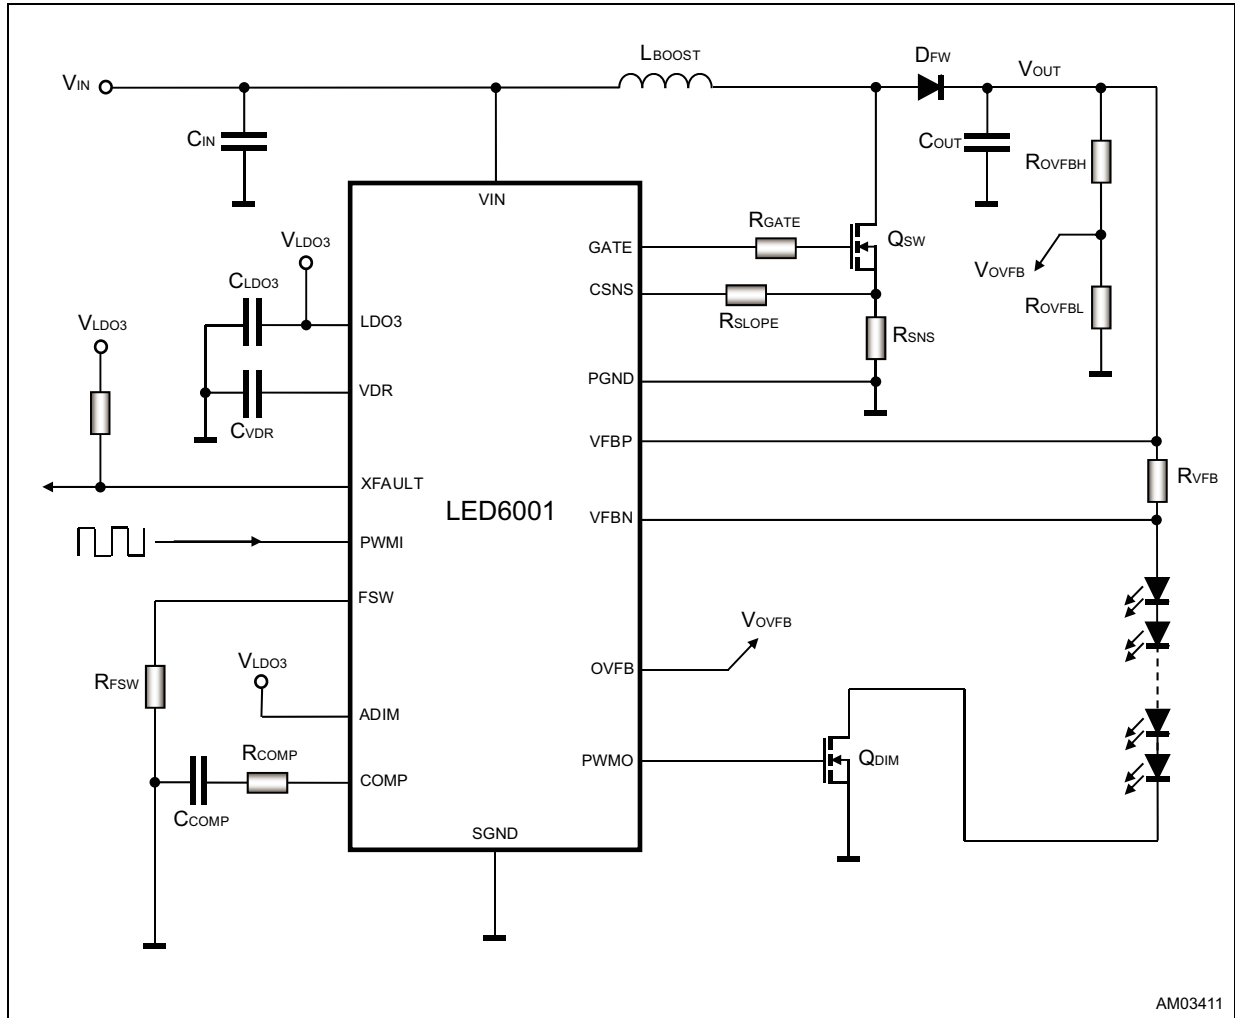 LBOOST
DFW
VOUT
VIN
CIN
COUT
ROVFBH
VIN
RGATE
GATE
QSW
VLDO3
VOVFB
CLDO3
CSNS
ROVFBL
LDO3
RSLOPE
VLDO3
RSNS
PGND
VDR
CVDR
VFBP
RVFB
XFAULT
LED6001
VFBN
PWMI
FSW
VOVFB
VLDO3
OVFB
RFSW
ADIM
RCOMP
PWMO
QDIM
COMP
CCOMP
SGND
AM03411